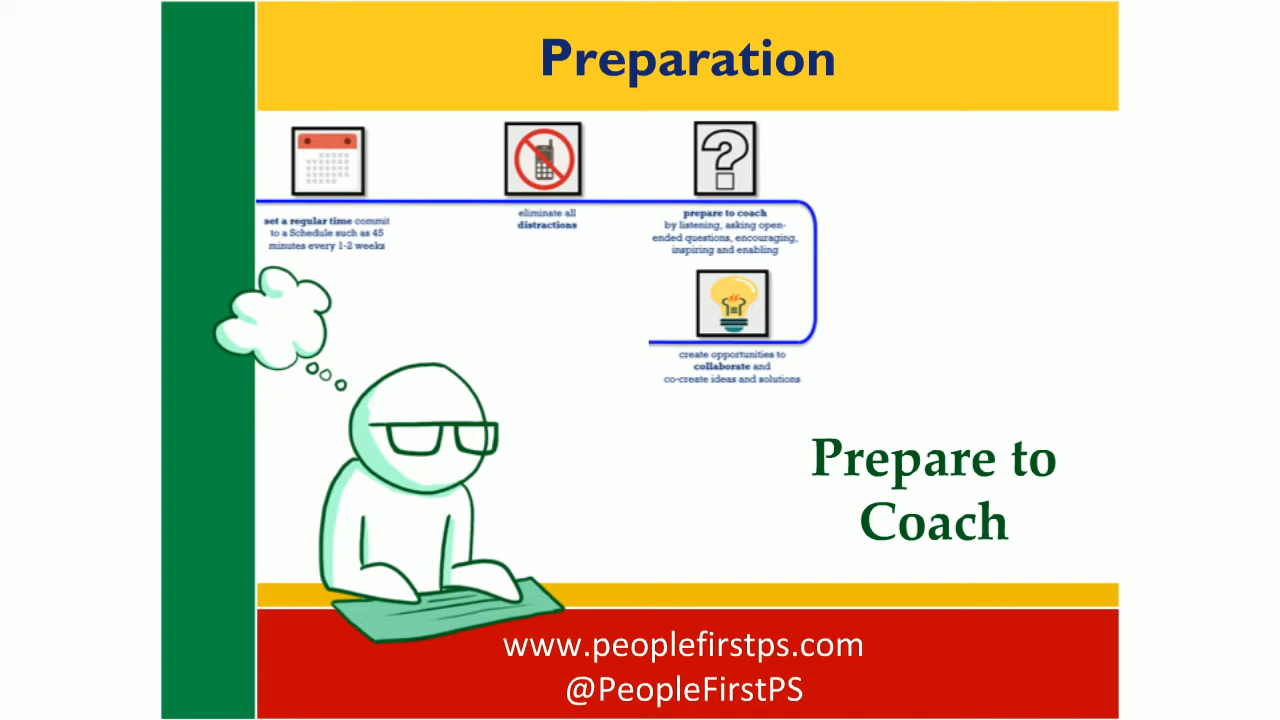 Preparation
set a regular time commit
to a Schedule such as 45
minutes every 1-2 weeks
eliminate all
distractions
prepare to coach
by listening, asking open-
ended questions, encouraging,
inspiring and enabling
create opportunities to
collaborate and
co-create ideas and solutions
Prepare to
Coach
www.peoplefirstps.com
@PeopleFirstPS